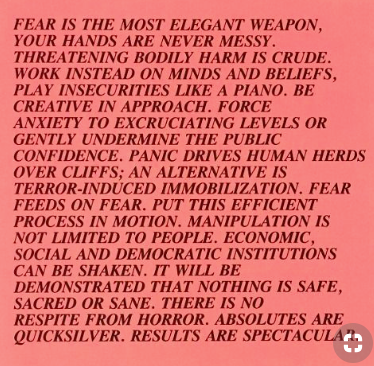 FEAR IS THE MOST ELEGANT WEAPON,
YOUR HANDS ARE NEVER MESSY.
THREATENING BODILY HARM IS CRUDE.
WORK INSTEAD ON MINDS AND BELIEFS,
PLAY INSECURITIES LIKE A PIANO. BE
CREATIVE IN APPROACH. FORCE
ANXIETY TO EXCRUCIATING LEVELS OR
GENTLY UNDERMINE THE PUBLIC
CONFIDENCE. PANIC DRIVES HUMAN HERDS
OVER CLIFFS; AN ALTERNATIVE IS
TERROR-INDUCED IMMOBILIZATION. FEAR
FEEDS ON FEAR. PUT THIS EFFICIENT
PROCESS IN MOTION. MANIPULATION IS
NOT LIMITED TO PEOPLE. ECONOMIC,
SOCIAL AND DEMOCRATIC INSTITUTIONS
CAN BE SHAKEN. IT WILL BE
DEMONSTRATED THAT NOTHING IS SAFE,
SACRED OR SANE. THERE IS NO
RESPITE FROM HORROR. ABSOLUTES ARE
QUICKSILVER. RESULTS ARE SPECTACULAR.